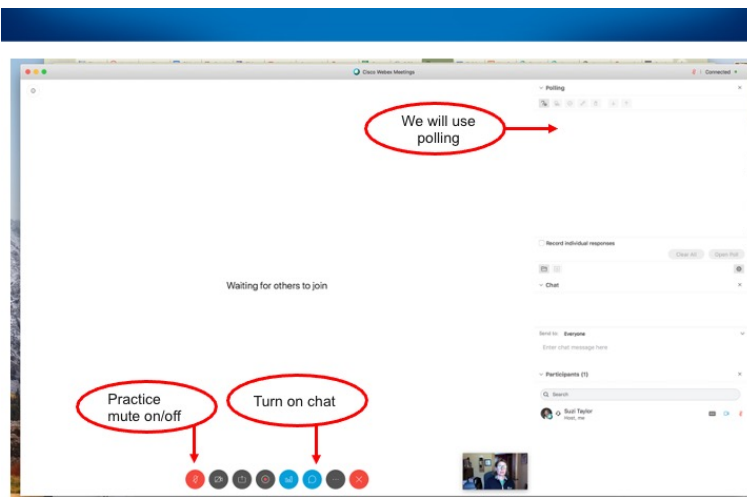 Cisco Webex Meetings
Connected
Polling
We will use
polling
Record individual responses
Clear All
Open Poll
Waiting for others to join
Chat
Send to: Everyone
Enter chat message here
Participants (1)
Search
Suzi Taylor
Host, me
Practice
mute on/off
Turn on chat